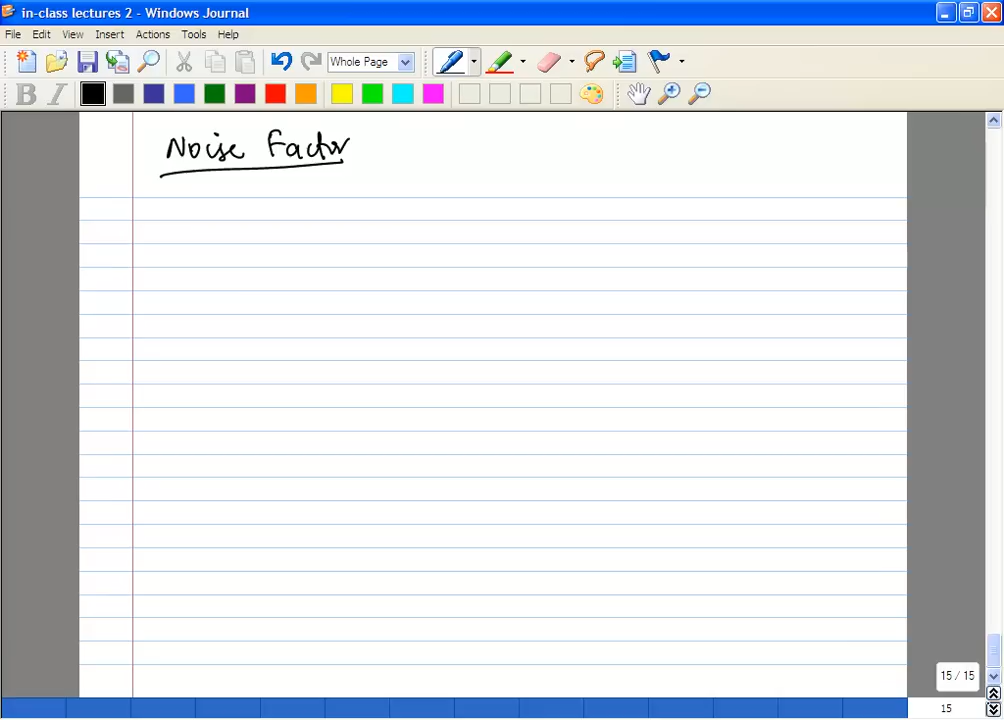 in-class lectures 2 - Windows Journal
File Edit View Insert Actions Tools Help
Whole Page
B I
Noise Factor
15 / 15
15